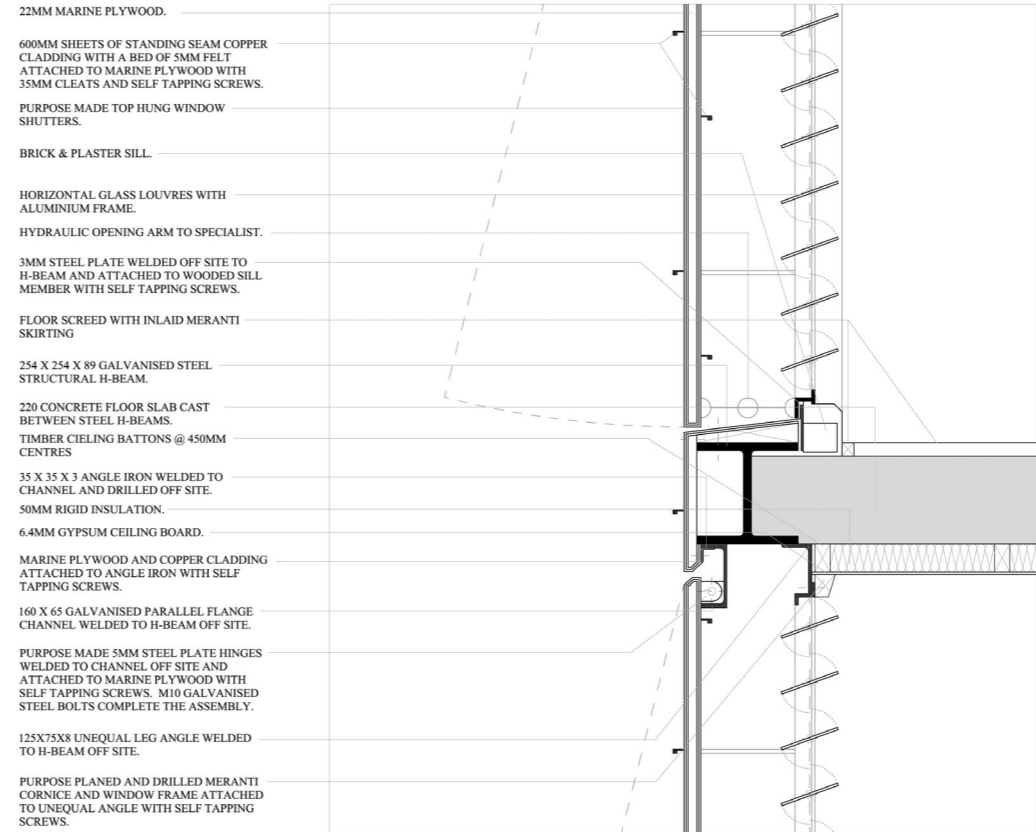 22MM MARINE PLYWOOD.
600MM SHEETS OF STANDING SEAM COPPER
CLADDING WITH A BED OF 5MM FELT
ATTACHED TO MARINE PLYWOOD WITH
35MM CLEATS AND SELF TAPPING SCREWS.
PURPOSE MADE TOP HUNG WINDOW
SHUTTERS.
BRICK & PLASTER SILL.
HORIZONTAL GLASS LOUVRES WITH
ALUMINIUM FRAME.
HYDRAULIC OPENING ARM TO SPECIALIST.
3MM STEEL PLATE WELDED OFF SITE TO
H-BEAM AND ATTACHED TO WOODED SILL
MEMBER WITH SELF TAPPING SCREWS.
FLOOR SCREED WITH INLAID MERANTI
SKIRTING
254 X 254 X 89 GALVANISED STEEL
STRUCTURAL H-BEAM.
220 CONCRETE FLOOR SLAB CAST
BETWEEN STEEL H-BEAMS.
TIMBER CIELING BATTONS @ 450MM
CENTRES
35 X 35 X 3 ANGLE IRON WELDED TO
CHANNEL AND DRILLED OFF SITE.
50MM RIGID INSULATION.
6.4MM GYPSUM CEILING BOARD.
MARINE PLYWOOD AND COPPER CLADDING
ATTACHED TO ANGLE IRON WITH SELF
TAPPING SCREWS.
160 X 65 GALVANISED PARALLEL FLANGE
CHANNEL WELDED TO H-BEAM OFF SITE.
PURPOSE MADE 5MM STEEL PLATE HINGES
WELDED TO CHANNEL OFF SITE AND
ATTACHED TO MARINE PLYWOOD WITH
SELF TAPPING SCREWS. M10 GALVANISED
STEEL BOLTS COMPLETE THE ASSEMBLY.
125X75X8 UNEQUAL LEG ANGLE WELDED
TO H-BEAM OFF SITE.
PURPOSE PLANED AND DRILLED MERANTI
CORNICE AND WINDOW FRAME ATTACHED
TO UNEQUAL ANGLE WITH SELF TAPPING
SCREWS.